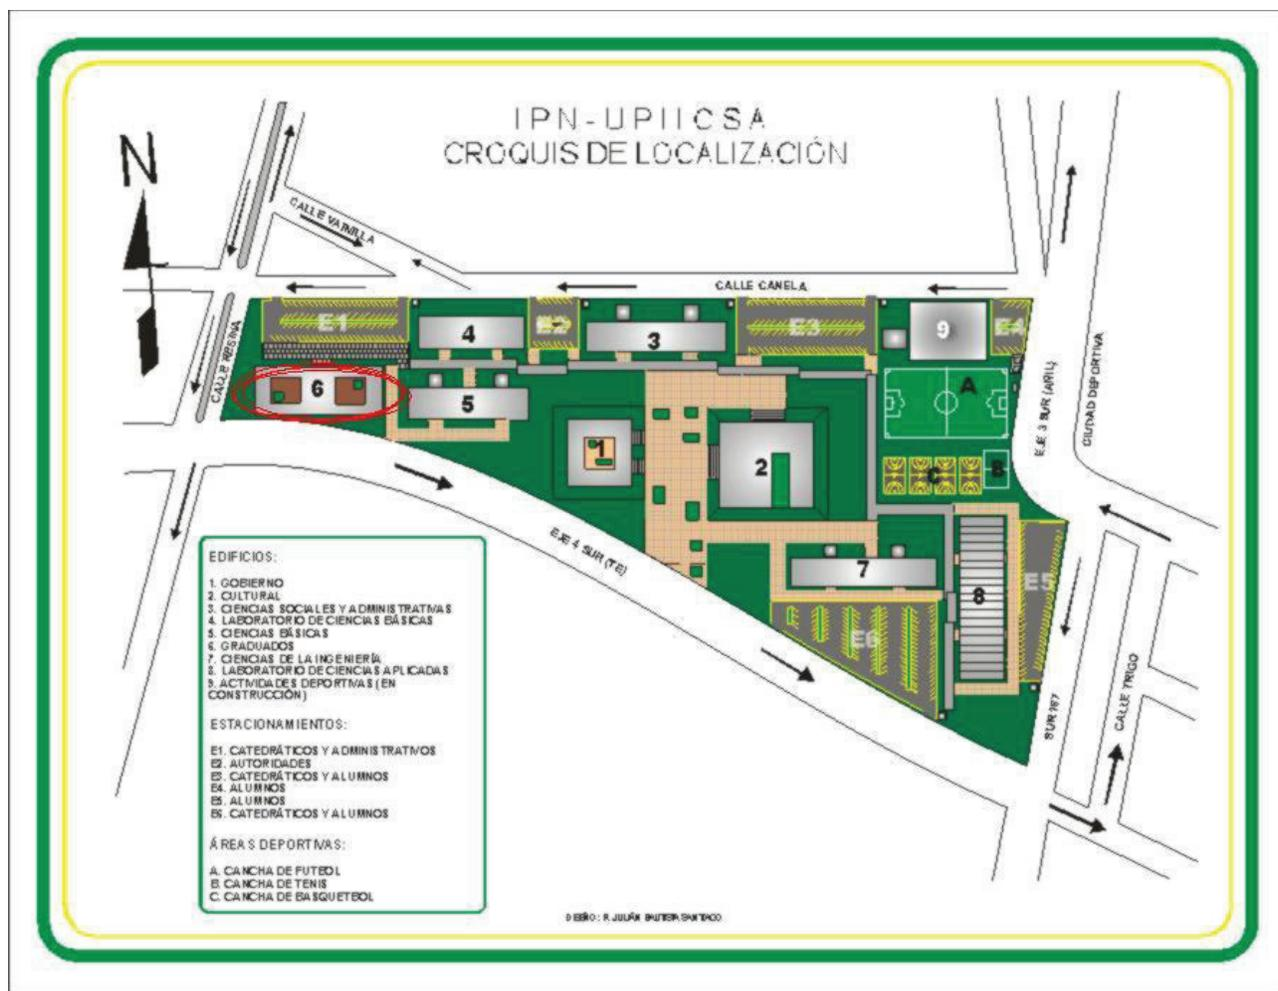 IPN-UPIICSA
CROQUIS DE LOCALIZACIÓN
N
CALLE VAINILLA
CALLE CANELA
CALLE RESINA
E1
4
E2
3
E3
9
E4
6
5
A
EJE 3 SUR (AÑIL)
CIUDAD DEPORTIVA
1
2
C
B
EJE 4 SUR (TE)
7
8
E5
E6
SUR 187
CALLE TRIGO
EDIFICIOS:
1. GOBIERNO
2. CULTURAL
3. CIENCIAS SOCIALES Y ADMINISTRATIVAS
4. LABORATORIO DE CIENCIAS BÁSICAS
5. CIENCIAS BÁSICAS
6. GRADUADOS
7. CIENCIAS DE LA INGENIERÍA
8. LABORATORIO DE CIENCIAS APLICADAS
9. ACTIVIDADES DEPORTIVAS (EN
CONSTRUCCIÓN)
ESTACIONAMIENTOS:
E1. CATEDRÁTICOS Y ADMINISTRATIVOS
E2. AUTORIDADES
E3. CATEDRÁTICOS Y ALUMNOS
E4. ALUMNOS
E5. ALUMNOS
E6. CATEDRÁTICOS Y ALUMNOS
ÁREAS DEPORTIVAS:
A. CANCHA DE FUTBOL
B. CANCHA DE TENIS
C. CANCHA DE BASQUETBOL
DISEÑO: P. JULIÁN BAUTISTA SANTIAGO